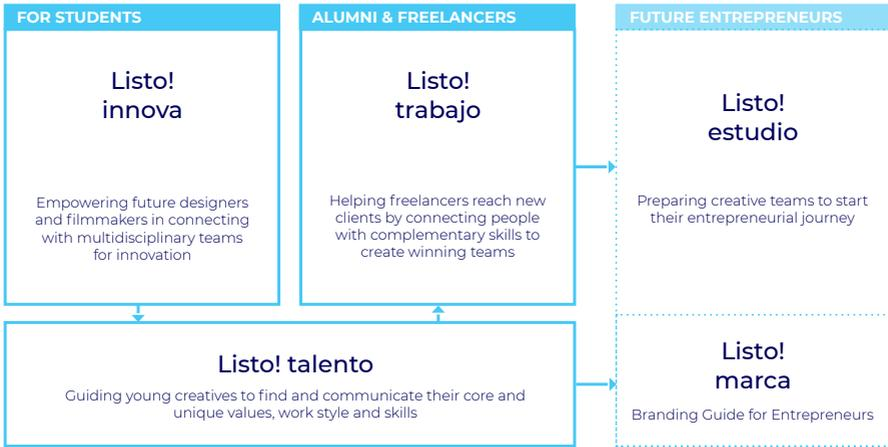 FOR STUDENTS
Listo!
innova
Empowering future designers
and filmmakers in connecting
with multidisciplinary teams
for innovation
ALUMNI & FREELANCERS
Listo!
trabajo
Helping freelancers reach new
clients by connecting people
with complementary skills to
create winning teams
FUTURE ENTREPRENEURS
Listo!
estudio
Preparing creative teams to start
their entrepreneurial journey
Listo! talento
Guiding young creatives to find and communicate their core and
unique values, work style and skills
Listo!
marca
Branding Guide for Entrepreneurs